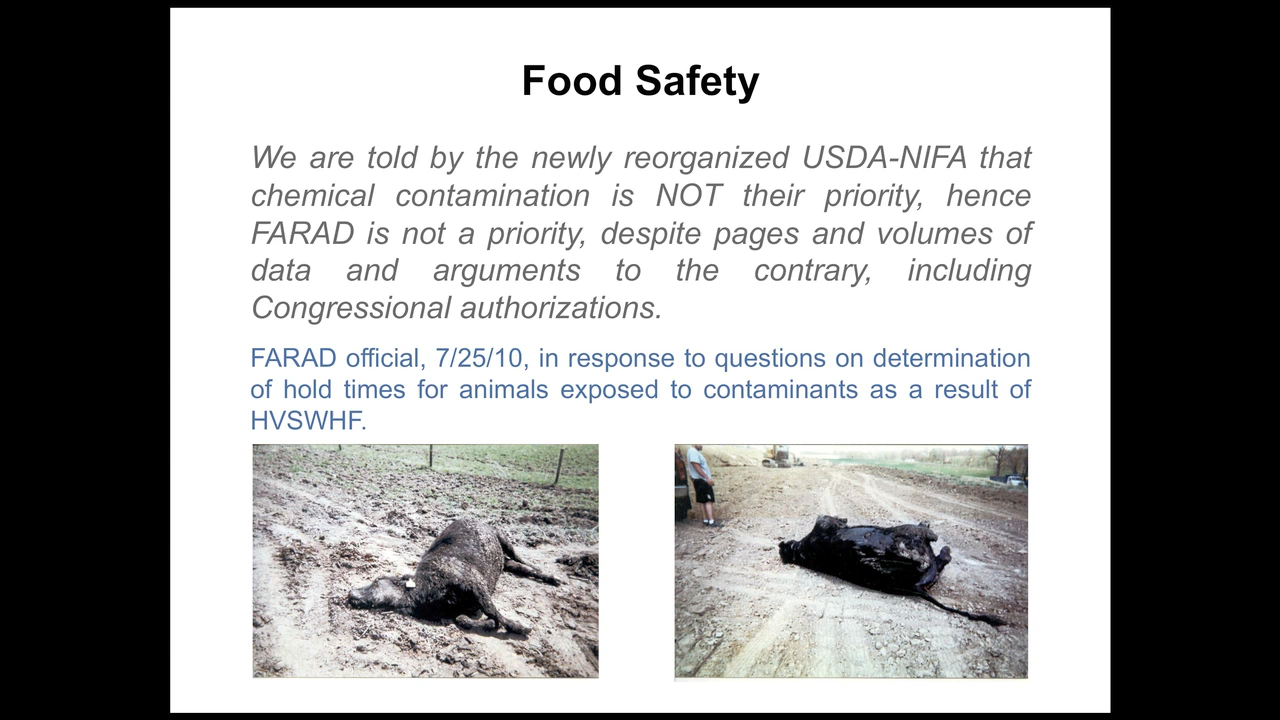 Food Safety
We are told by the newly reorganized USDA-NIFA that
chemical contamination is NOT their priority, hence
FARAD is not a priority, despite pages and volumes of
data and arguments to the contrary, including
Congressional authorizations.
FARAD official, 7/25/10, in response to questions on determination
of hold times for animals exposed to contaminants as a result of
HVSWHF.